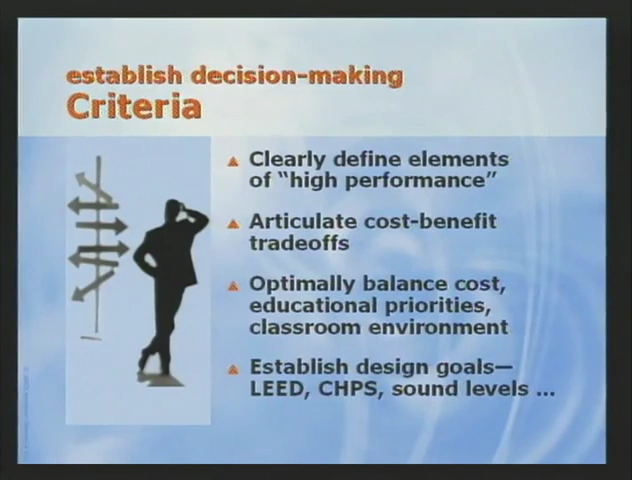 establish decision-making
Criteria
Clearly define elements
of “high performance”
Articulate cost-benefit
tradeoffs
Optimally balance cost,
educational priorities,
classroom environment
Establish design goals—
LEED, CHPS, sound levels ...